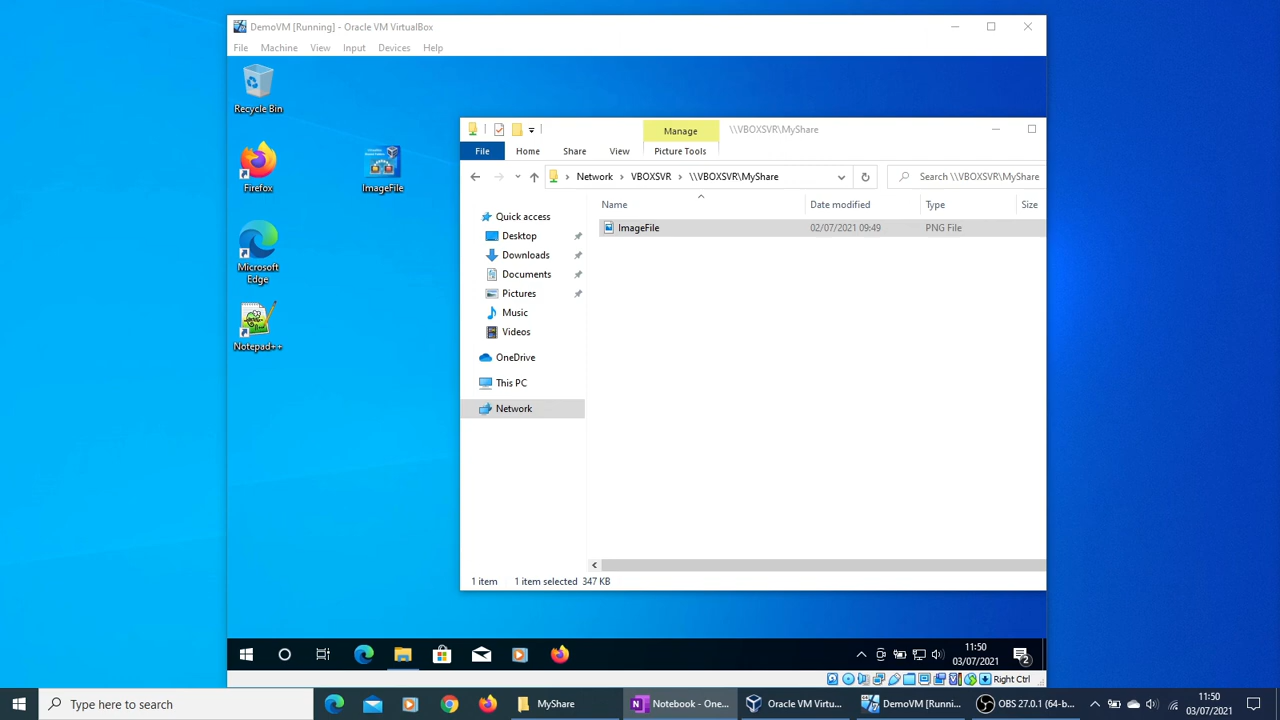 DemoVM [Running] - Oracle VM VirtualBox
File Machine View Input Devices Help
Recycle Bin
Firefox
ImageFile
Microsoft
Edge
Notepad++
Manage \\VBOXSVR\MyShare
File Home Share View Picture Tools
Network VBOXSVR \\VBOXSVR\MyShare Search \\VBOXSVR\MyShare
Name Date modified Type Size
ImageFile 02/07/2021 09:49 PNG File
Quick access
Desktop
Downloads
Documents
Pictures
Music
Videos
OneDrive
This PC
Network
1 item 1 item selected 347 KB
11:50
03/07/2021
2
Right Ctrl
Type here to search
MyShare
Notebook - One...
Oracle VM Virtu...
DemoVM [Runni...
OBS 27.0.1 (64-b...
11:50
03/07/2021